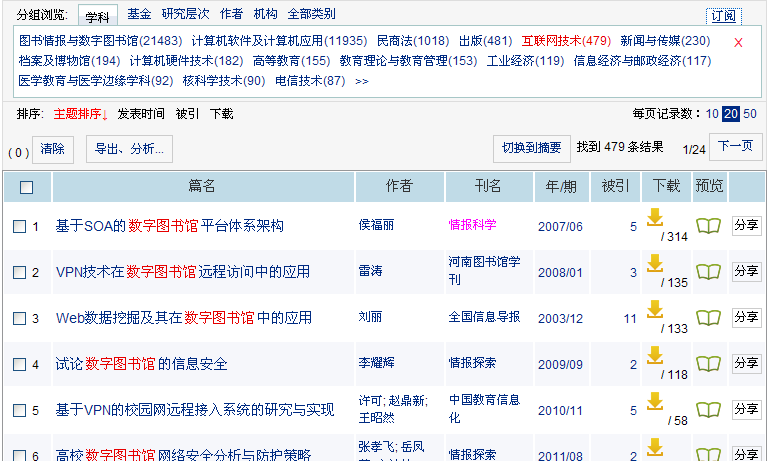 分组浏览: 学科 基金 研究层次 作者 机构 全部类别 订阅
图书情报与数字图书馆(21483) 计算机软件及计算机应用(11935) 民商法(1018) 出版(481) 互联网技术(479) 新闻与传媒(230) X
档案及博物馆(194) 计算机硬件技术(182) 高等教育(155) 教育理论与教育管理(153) 工业经济(119) 信息经济与邮政经济(117)
医学教育与医学边缘学科(92) 核科学技术(90) 电信技术(87) >>
排序: 主题排序↓ 发表时间 被引 下载 每页记录数: 10 20 50
( 0 ) 清除 导出、分析... 切换到摘要 找到 479 条结果 1/24 下一页
篇名 作者 刊名 年/期 被引 下载 预览
1 基于SOA的数字图书馆平台体系架构 侯福丽 情报科学 2007/06 5 / 314 分享
2 VPN技术在数字图书馆远程访问中的应用 雷涛 河南图书馆学刊 2008/01 3 / 135 分享
3 Web数据挖掘及其在数字图书馆中的应用 刘丽 全国信息导报 2003/12 11 / 133 分享
4 试论数字图书馆的信息安全 李耀辉 情报探索 2009/09 2 / 118 分享
5 基于VPN的校园网远程接入系统的研究与实现 许可; 赵鼎新; 王昭然 中国教育信息化 2010/11 5 / 58 分享
6 高校数字图书馆网络安全分析与防护策略 张孝飞; 岳凤 情报探索 2011/08 2 分享